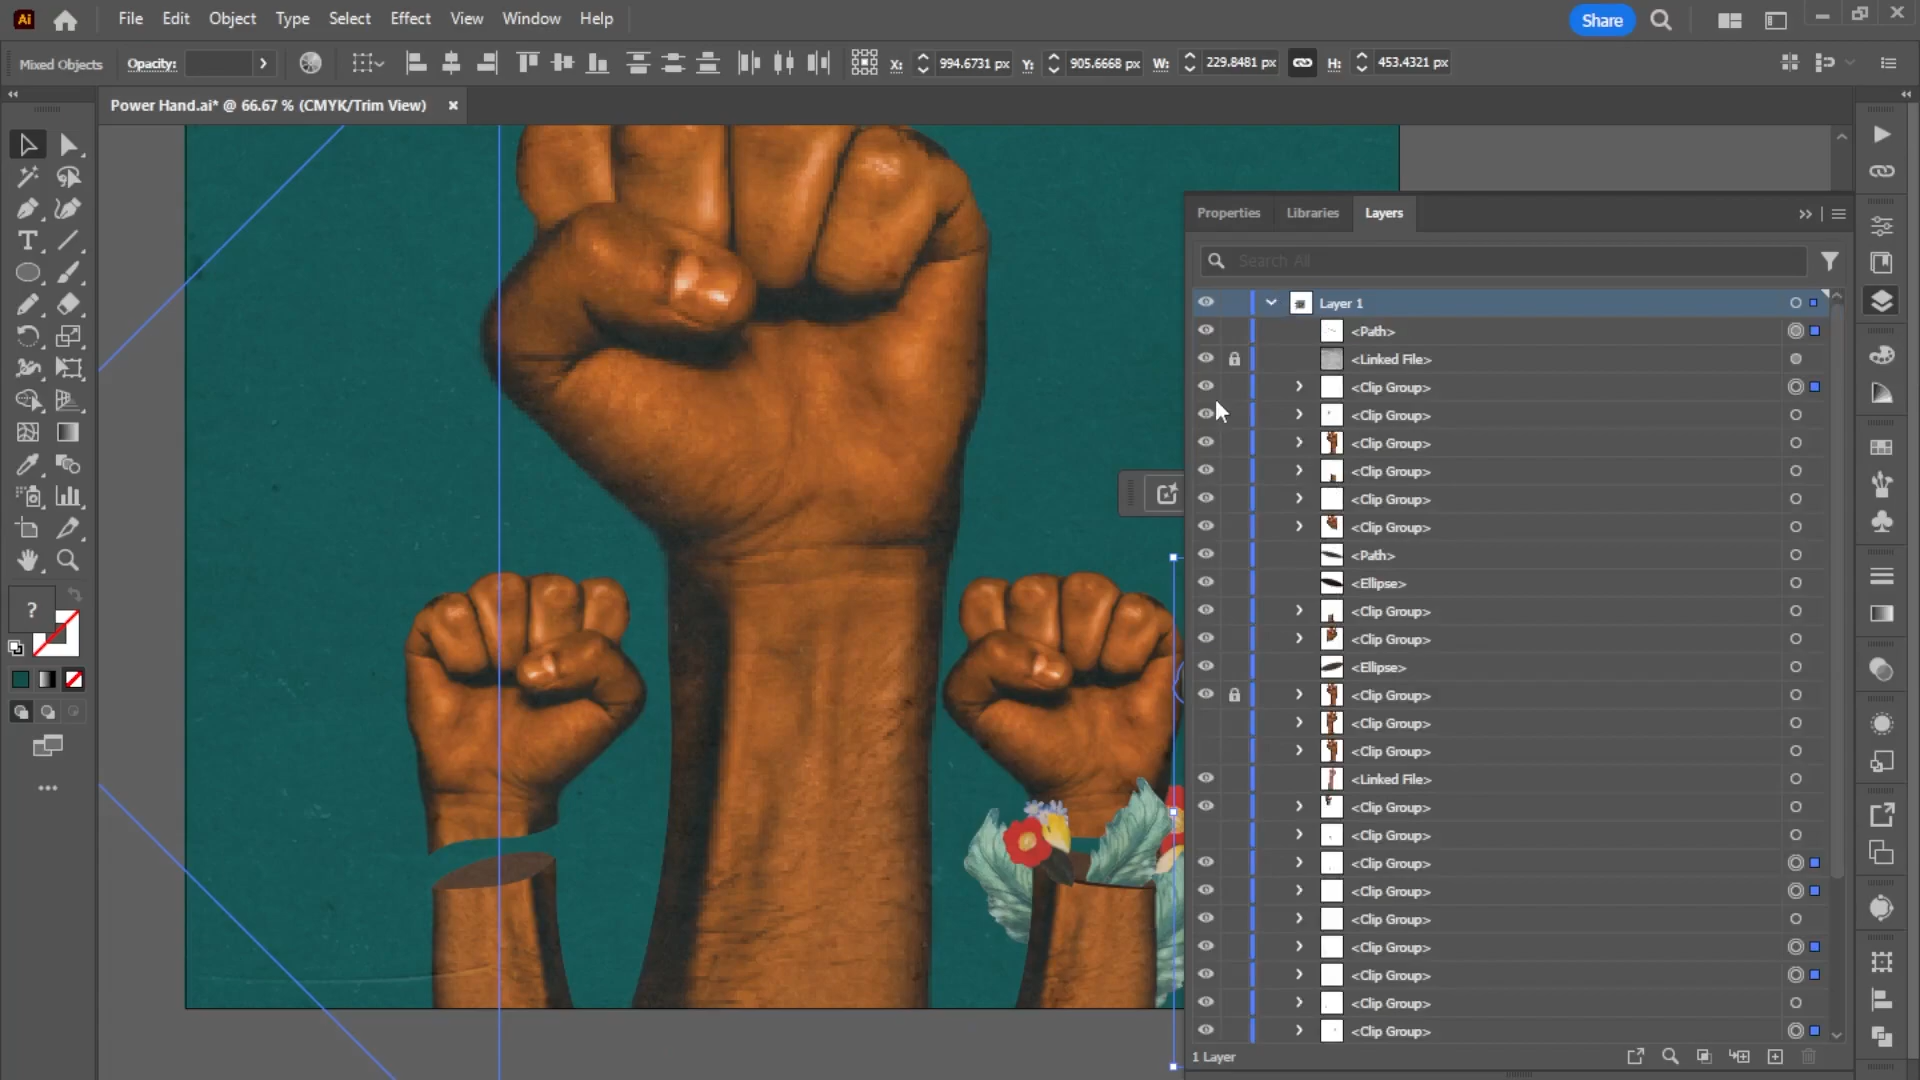 Ai File Edit Object Type Select Effect View Window Help Share
Mixed Objects Opacity: X: 994.6731 px Y: 905.6668 px W: 229.8481 px H: 453.4321 px
Power Hand.ai* @ 66.67 % (CMYK/Trim View)
Properties Libraries Layers
Search All
Layer 1
<Path>
<Linked File>
<Clip Group>
<Clip Group>
<Clip Group>
<Clip Group>
<Clip Group>
<Clip Group>
<Path>
<Ellipse>
<Clip Group>
<Clip Group>
<Ellipse>
<Clip Group>
<Clip Group>
<Clip Group>
<Linked File>
<Clip Group>
<Clip Group>
<Clip Group>
<Clip Group>
<Clip Group>
<Clip Group>
<Clip Group>
<Clip Group>
<Clip Group>
1 Layer
?